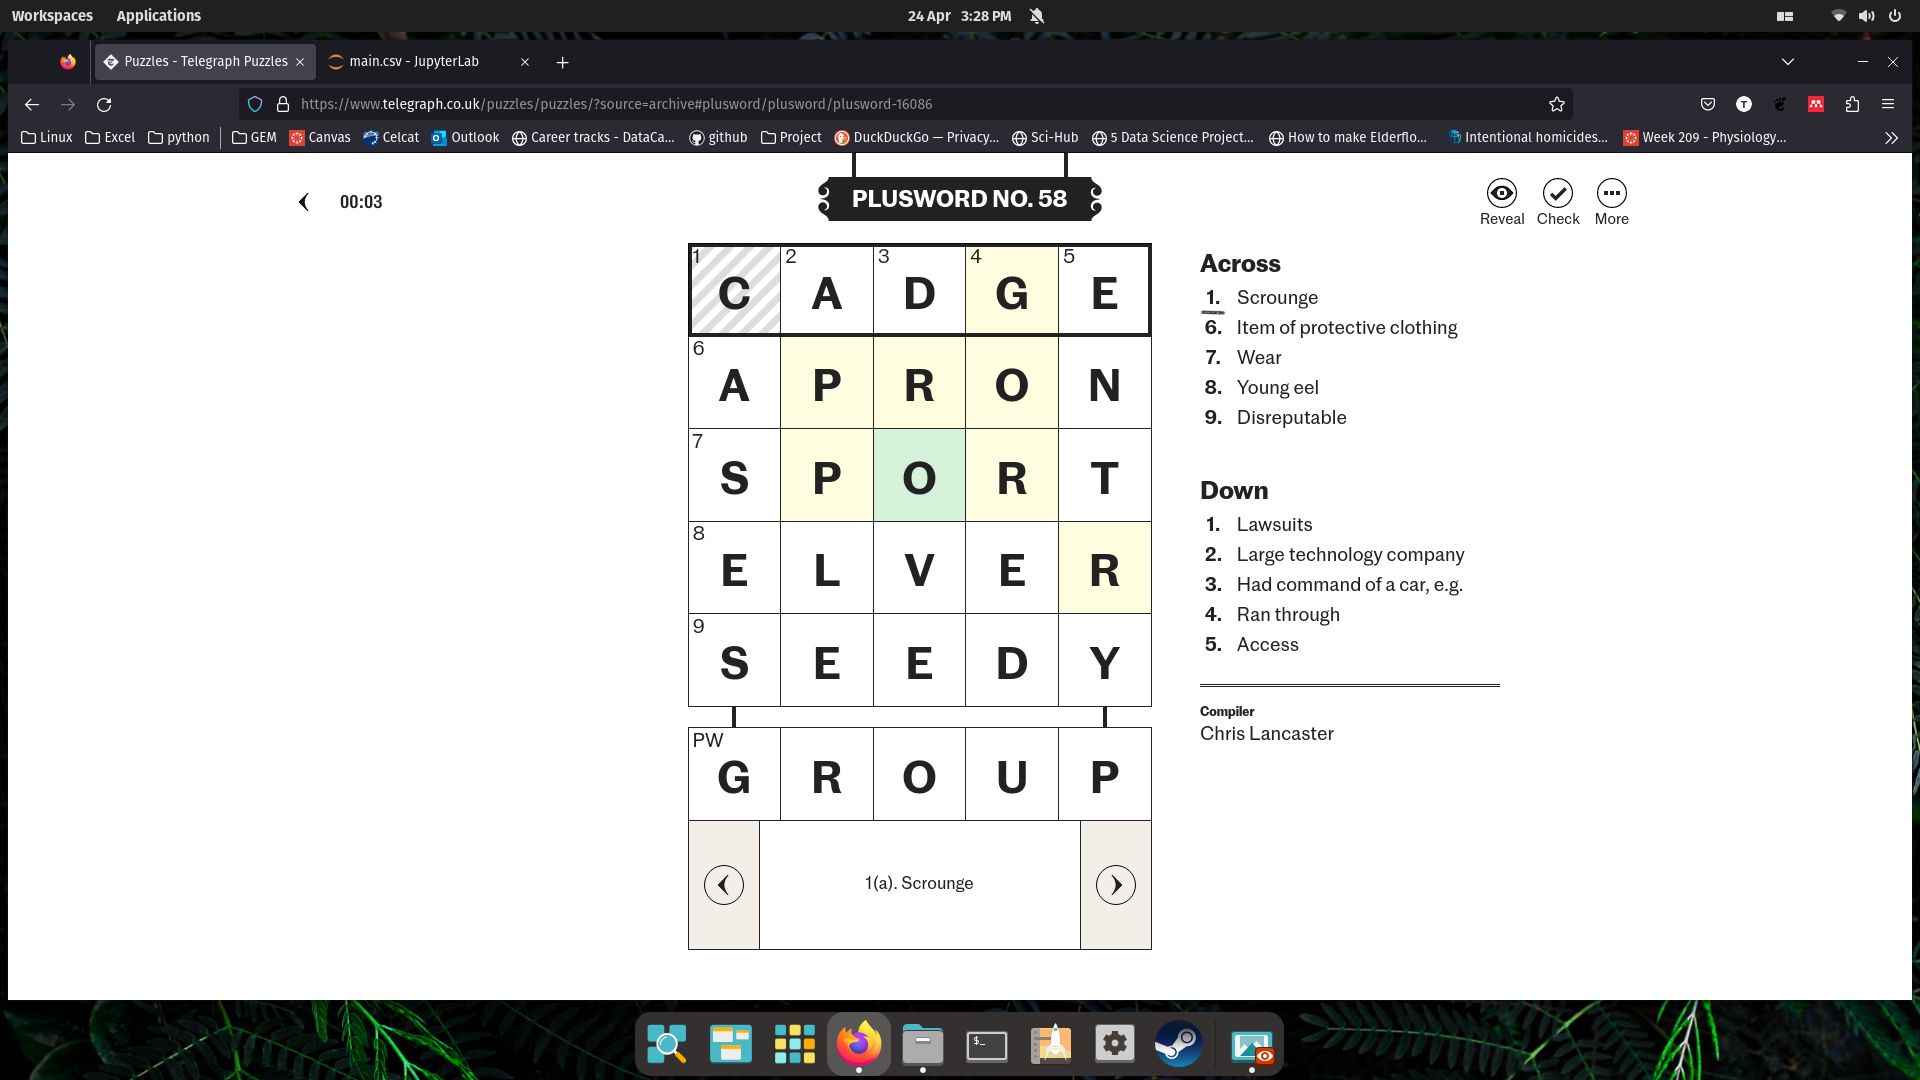 Workspaces Applications 24 Apr 3:28 PM
Puzzles - Telegraph Puzzles main.csv - JupyterLab
https://www.telegraph.co.uk/puzzles/puzzles/?source=archive#plusword/plusword/plusword-16086
Linux Excel python GEM Canvas Celcat Outlook Career tracks - DataCa... github Project DuckDuckGo — Privacy... Sci-Hub 5 Data Science Project... How to make Elderflo... Intentional homicides... Week 209 - Physiology...
00:03
PLUSWORD NO. 58
Reveal Check More
1 C 2 A 3 D 4 G 5 E
6 A P R O N
7 S P O R T
8 E L V E R
9 S E E D Y
PW G R O U P
1(a). Scrounge
Across
1. Scrounge
6. Item of protective clothing
7. Wear
8. Young eel
9. Disreputable
Down
1. Lawsuits
2. Large technology company
3. Had command of a car, e.g.
4. Ran through
5. Access
Compiler
Chris Lancaster